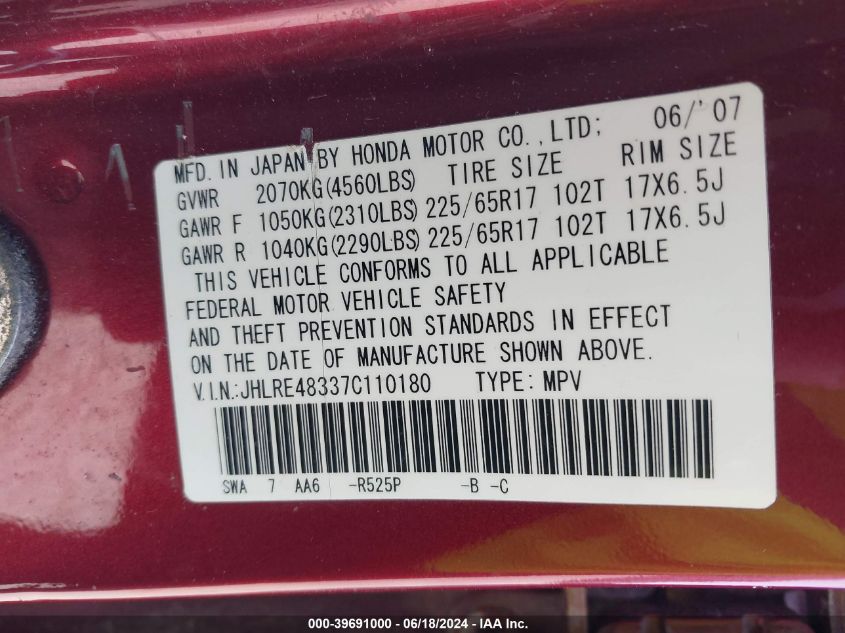 MFD. IN JAPAN BY HONDA MOTOR CO.,LTD; 06/'07
GVWR 2070KG(4560LBS) TIRE SIZE RIM SIZE
GAWR F 1050KG(2310LBS) 225/65R17 102T 17X6.5J
GAWR R 1040KG(2290LBS) 225/65R17 102T 17X6.5J
THIS VEHICLE CONFORMS TO ALL APPLICABLE
FEDERAL MOTOR VEHICLE SAFETY
AND THEFT PREVENTION STANDARDS IN EFFECT
ON THE DATE OF MANUFACTURE SHOWN ABOVE.
V.I.N.:JHLRE48337C110180 TYPE: MPV
SWA 7 AA6 -R525P -B -C
000-39691000 - 06/18/2024 - IAA Inc.